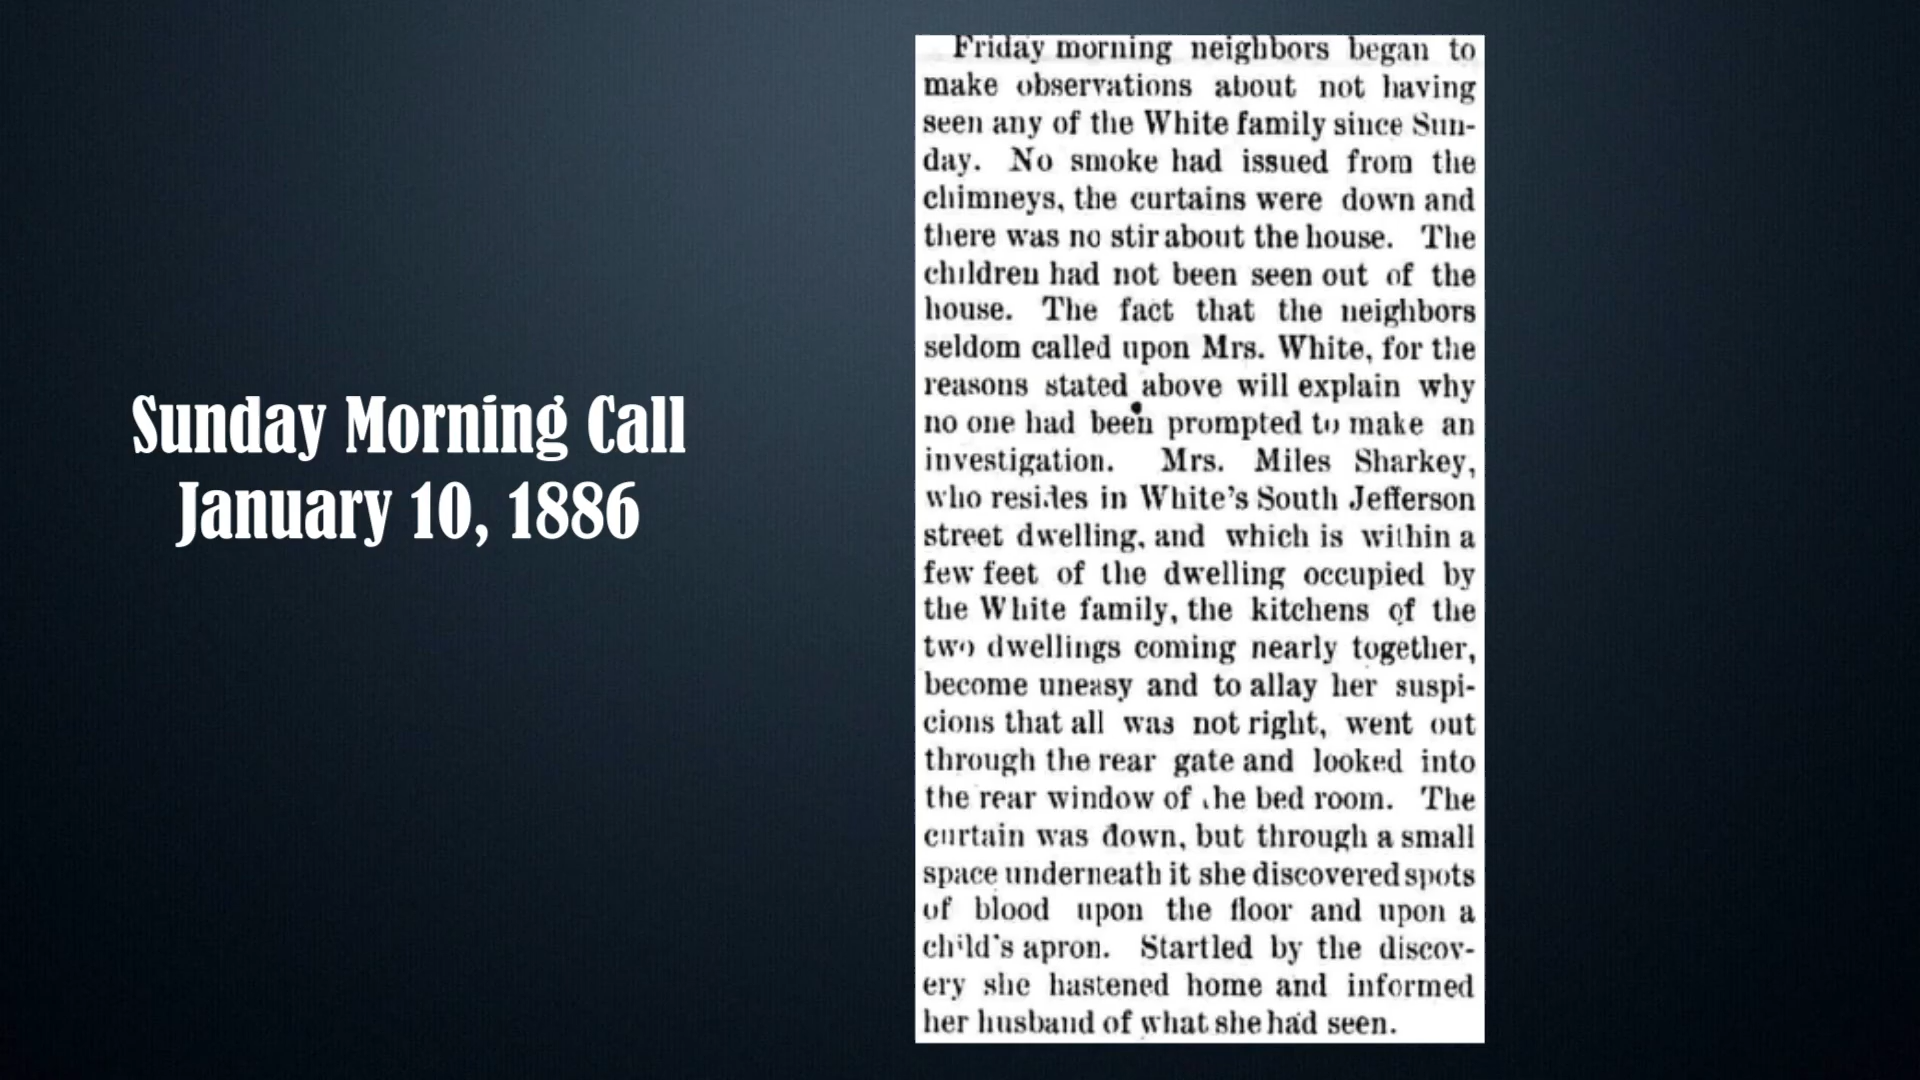 Sunday Morning Call
January 10, 1886
Friday morning neighbors began to
make observations about not having
seen any of the White family since Sun-
day. No smoke had issued from the
chimneys, the curtains were down and
there was no stir about the house. The
children had not been seen out of the
house. The fact that the neighbors
seldom called upon Mrs. White, for the
reasons stated above will explain why
no one had been prompted to make an
investigation. Mrs. Miles Sharkey,
who resides in White's South Jefferson
street dwelling, and which is within a
few feet of the dwelling occupied by
the White family, the kitchens of the
two dwellings coming nearly together,
become uneasy and to allay her suspi-
cions that all was not right, went out
through the rear gate and looked into
the rear window of the bed room. The
curtain was down, but through a small
space underneath it she discovered spots
of blood upon the floor and upon a
child's apron. Startled by the discov-
ery she hastened home and informed
her husband of what she had seen.